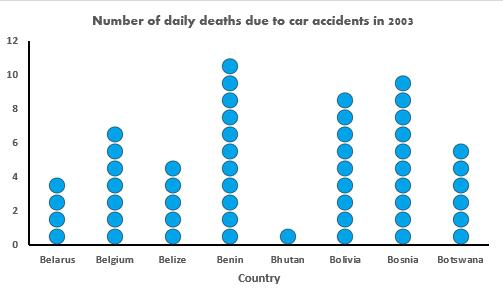 Number of daily deaths due to car accidents in 2003
12
10
8
6
4
2
0
Belarus Belgium Belize Benin Bhutan Bolivia Bosnia Botswana
Country